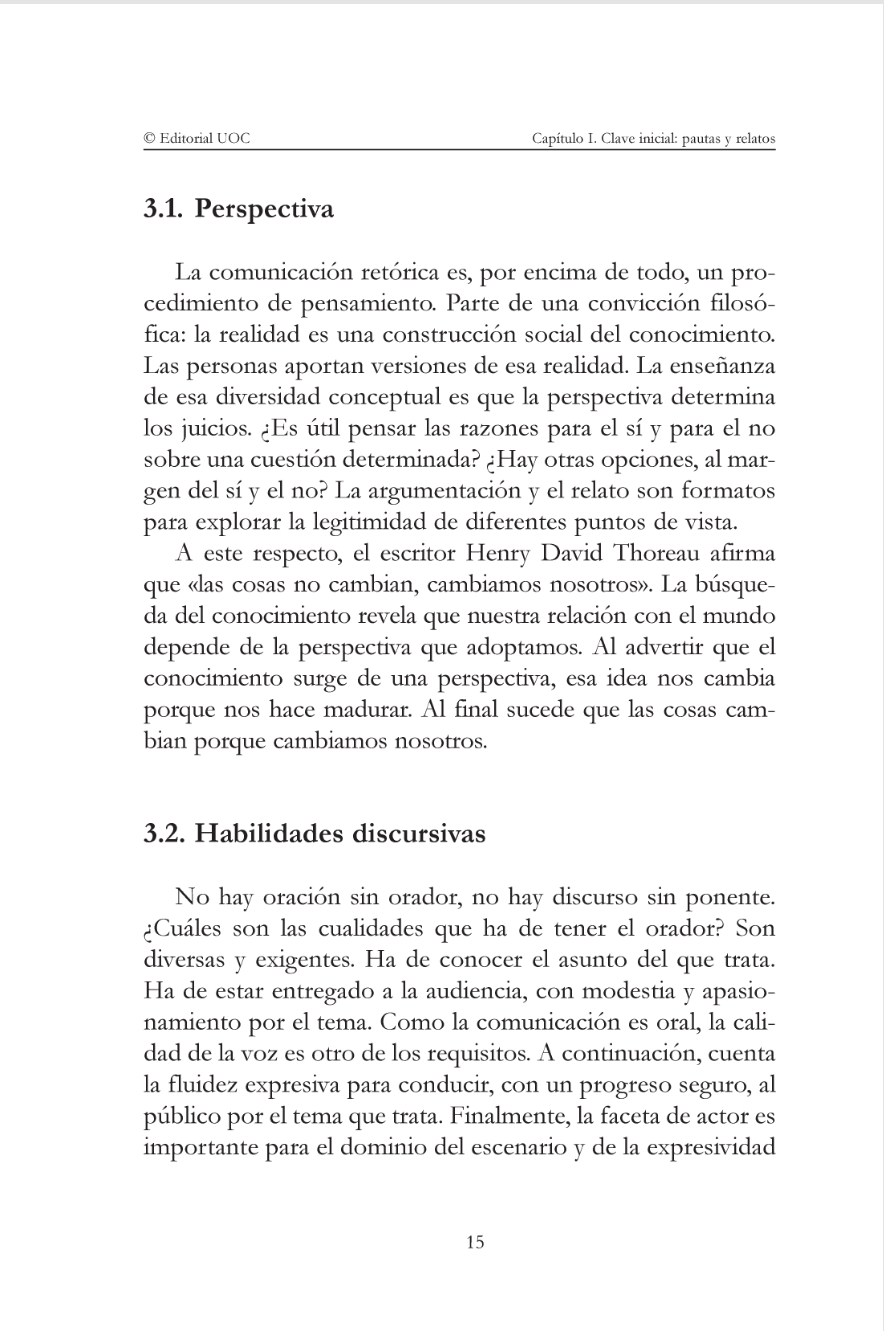 © Editorial UOC
Capítulo I. Clave inicial: pautas y relatos
3.1. Perspectiva
La comunicación retórica es, por encima de todo, un pro-
cedimiento de pensamiento. Parte de una convicción filosó-
fica: la realidad es una construcción social del conocimiento.
Las personas aportan versiones de esa realidad. La enseñanza
de esa diversidad conceptual es que la perspectiva determina
los juicios. ¿Es útil pensar las razones para el sí y para el no
sobre una cuestión determinada? ¿Hay otras opciones, al mar-
gen del sí y el no? La argumentación y el relato son formatos
para explorar la legitimidad de diferentes puntos de vista.
A este respecto, el escritor Henry David Thoreau afirma
que «las cosas no cambian, cambiamos nosotros». La búsque-
da del conocimiento revela que nuestra relación con el mundo
depende de la perspectiva que adoptamos. Al advertir que el
conocimiento surge de una perspectiva, esa idea nos cambia
porque nos hace madurar. Al final sucede que las cosas cam-
bian porque cambiamos nosotros.
3.2. Habilidades discursivas
No hay oración sin orador, no hay discurso sin ponente.
¿Cuáles son las cualidades que ha de tener el orador? Son
diversas y exigentes. Ha de conocer el asunto del que trata.
Ha de estar entregado a la audiencia, con modestia y apasio-
namiento por el tema. Como la comunicación es oral, la cali-
dad de la voz es otro de los requisitos. A continuación, cuenta
la fluidez expresiva para conducir, con un progreso seguro, al
público por el tema que trata. Finalmente, la faceta de actor es
importante para el dominio del escenario y de la expresividad
15